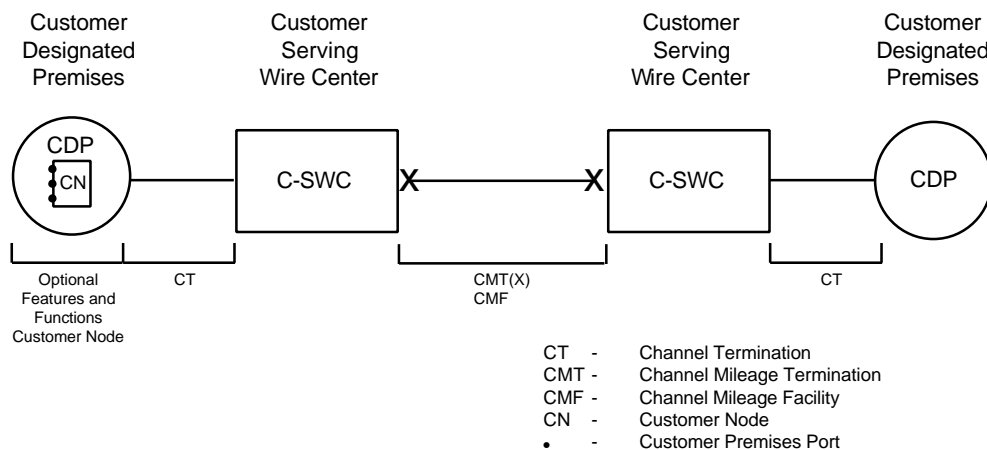 Customer
Designated
Premises
Customer
Serving
Wire Center
Customer
Serving
Wire Center
Customer
Designated
Premises
CDP
CN
C-SWC
X
X
C-SWC
CDP
Optional
Features and
Functions
Customer Node
CT
CMT(X)
CMF
CT
CT - Channel Termination
CMT - Channel Mileage Termination
CMF - Channel Mileage Facility
CN - Customer Node
• - Customer Premises Port